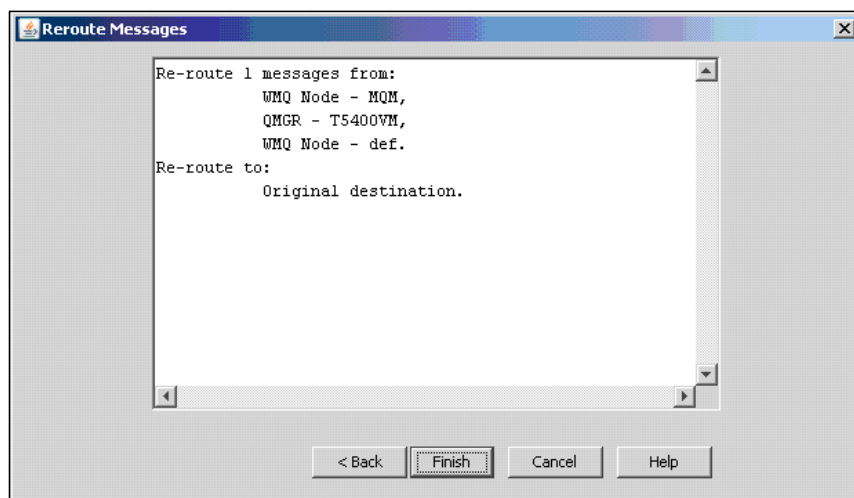 Reroute Messages
Re-route 1 messages from:
WMQ Node - MQM,
QMGR - T5400VM,
WMQ Node - def.
Re-route to:
Original destination.
< Back Finish Cancel Help